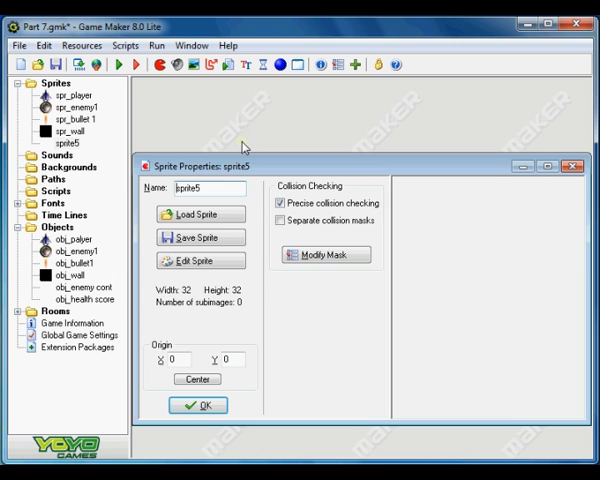 Part 7.gmk* - Game Maker 8.0 Lite
File Edit Resources Scripts Run Window Help
Sprites
spr_player
spr_enemy1
spr_bullet 1
spr_wall
sprite5
Sounds
Backgrounds
Paths
Scripts
Fonts
Time Lines
Objects
obj_palyer
obj_enemy1
obj_bullet1
obj_wall
obj_enemy cont
obj_health score
Rooms
Game Information
Global Game Settings
Extension Packages
YOYO
GAMES
Sprite Properties: sprite5
Name: sprite5
Load Sprite
Save Sprite
Edit Sprite
Width: 32 Height: 32
Number of subimages: 0
Origin
X 0 Y 0
Center
OK
Collision Checking
Precise collision checking
Separate collision masks
Modify Mask
maker
maker
maker
maker
maker